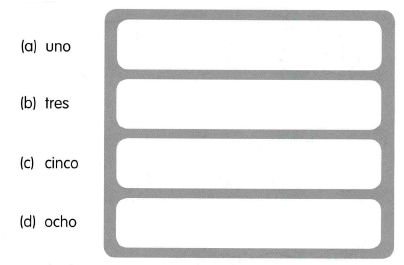 (a) uno
(b) tres
(c) cinco
(d) ocho